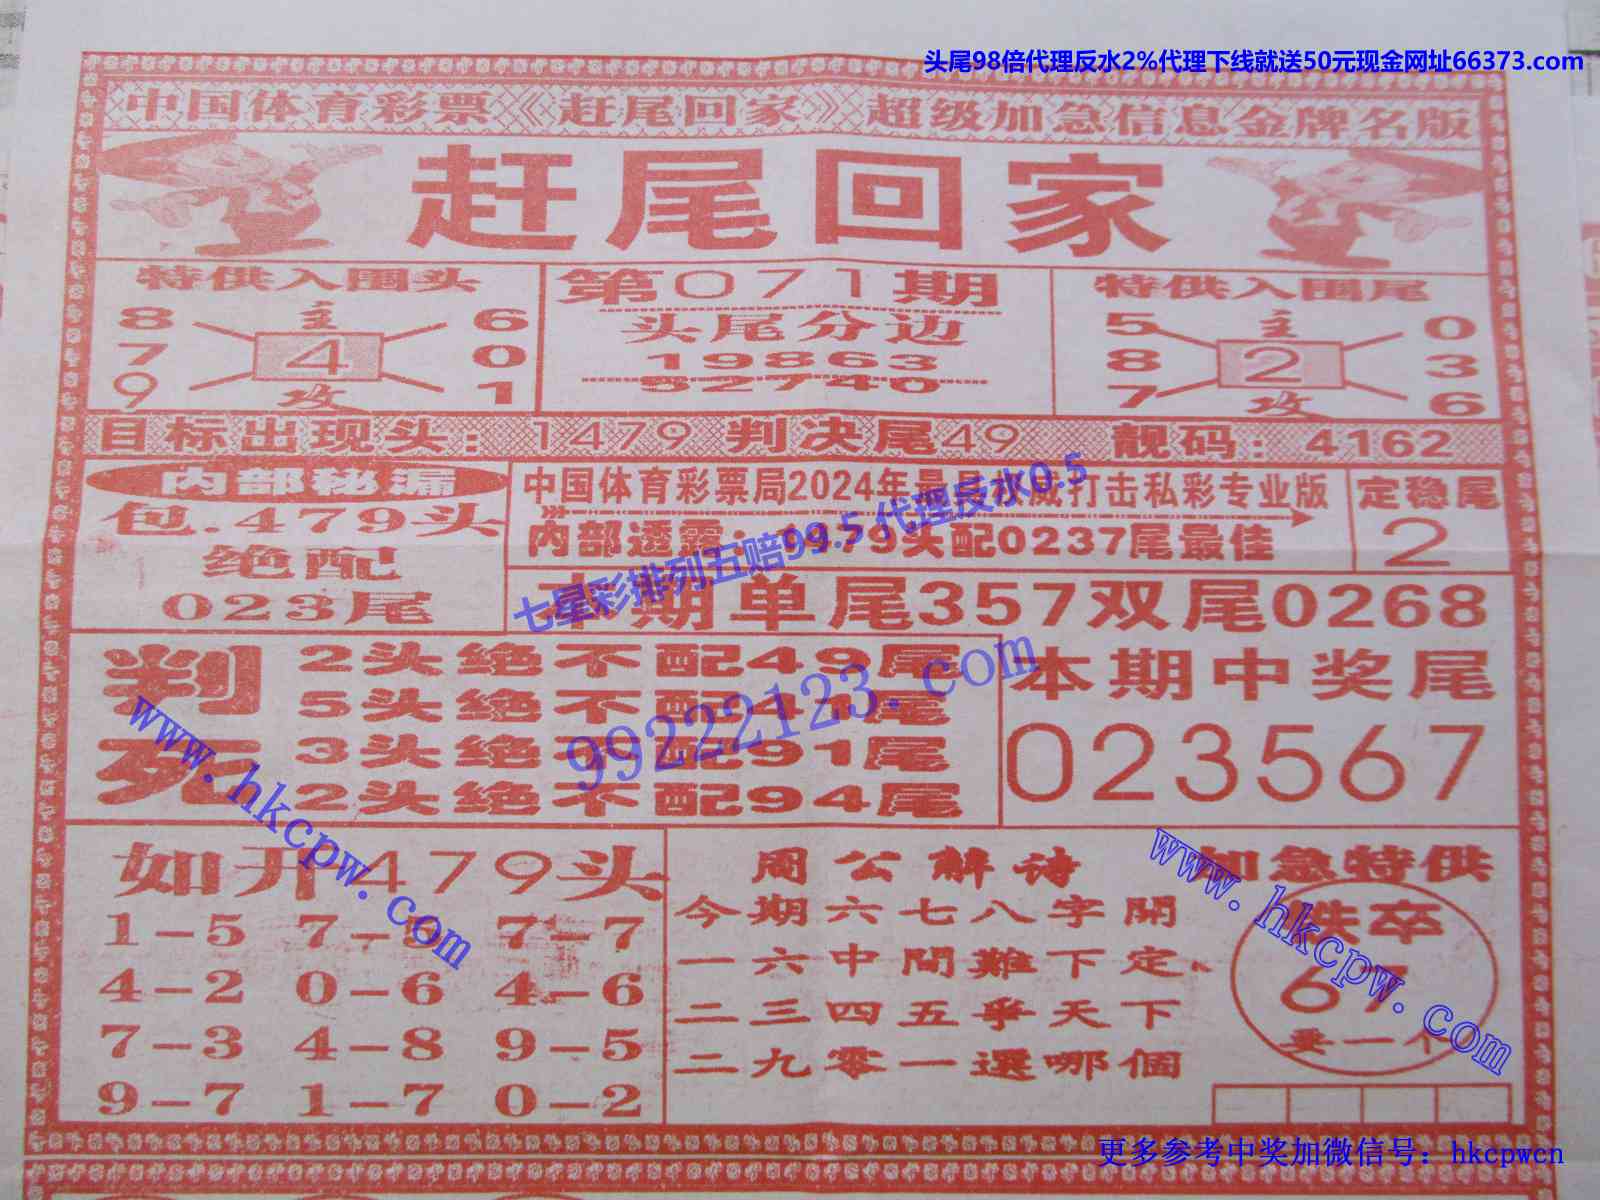 头尾98倍代理反水2%代理下线就送50元现金网址66373.com
中国体育彩票《赶尾回家》超级加急信息金牌名版
赶尾回家
特供入围头
8 主 6
7 4 0
9 攻 1
第071期
头尾分边
19863
52740
特供入围尾
5 主 0
8 2 3
7 攻 6
目标出现头：1479 判决尾49 靓码：4162
内部秘漏
包.479头
绝配
023尾
中国体育彩票局2024年最具权威打击私彩专业版
内部透露：1479头配0237尾最佳
定稳尾
2
本期单尾357双尾0268
七星彩排列五赔99.5 代理反水0.5
判死
2头绝不配49尾
5头绝不配41尾
3头绝不配91尾
2头绝不配94尾
99222123.com
本期中奖尾
023567
www.hkcpw.com
如开479头
1-5 7-5 7-7
4-2 0-6 4-6
7-3 4-8 9-5
9-7 1-7 0-2
周公解诗
今期六七八字開
一六中間難下定
二三四五爭天下
二九零一選哪個
加急特供
跌卒
67
卖一个
www.hkcpw.com
更多参考中奖加微信号：hkcpwcn